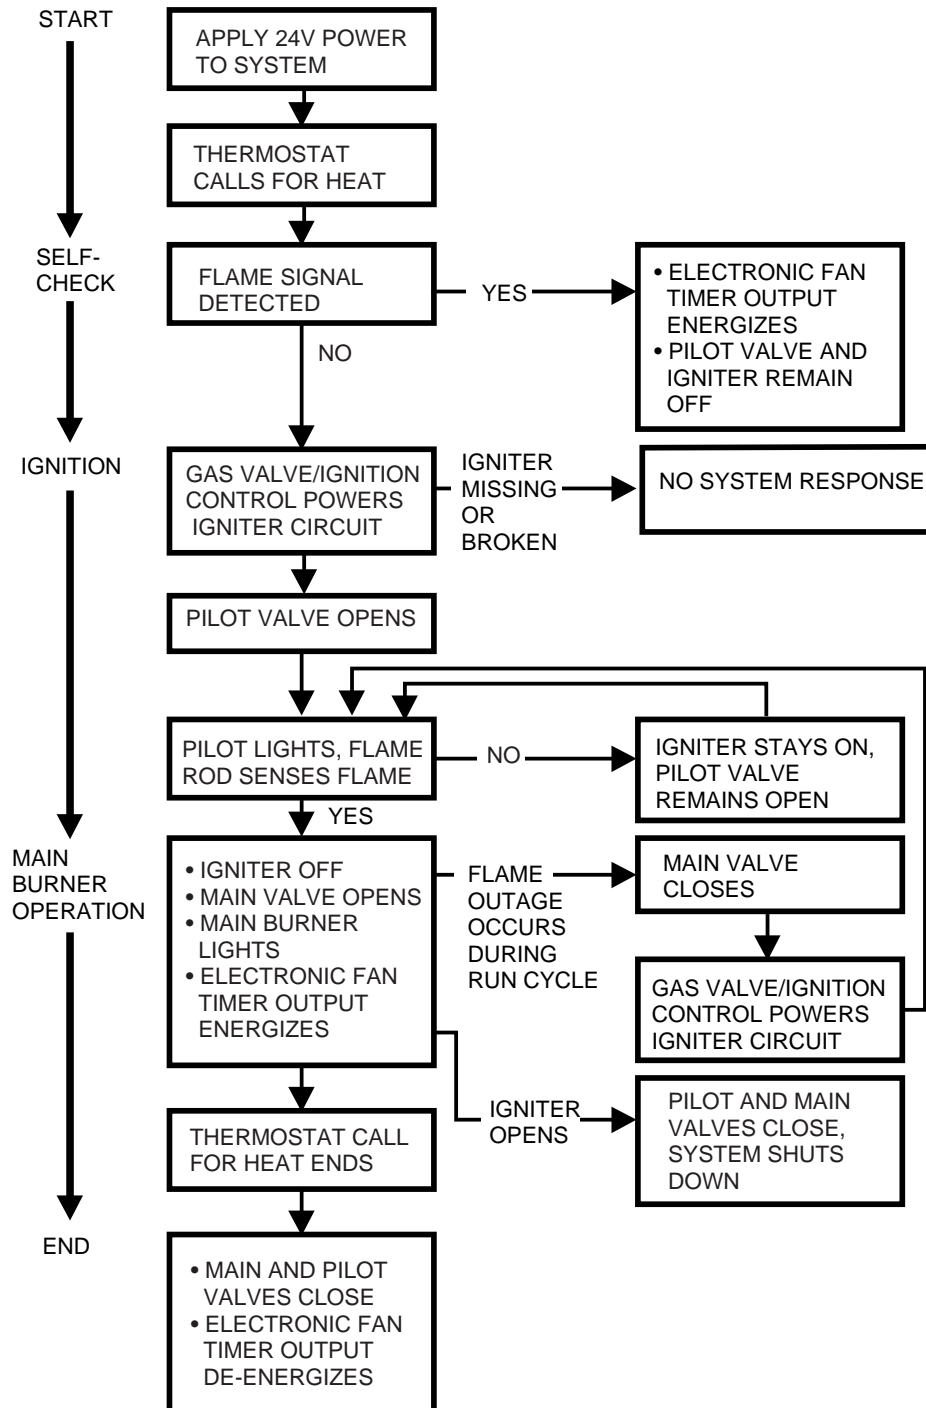 START
APPLY 24V POWER
TO SYSTEM
THERMOSTAT
CALLS FOR HEAT
SELF-
CHECK
FLAME SIGNAL
DETECTED
YES
• ELECTRONIC FAN
TIMER OUTPUT
ENERGIZES
• PILOT VALVE AND
IGNITER REMAIN
OFF
NO
IGNITION
GAS VALVE/IGNITION
CONTROL POWERS
IGNITER CIRCUIT
IGNITER
MISSING
OR
BROKEN
NO SYSTEM RESPONSE
PILOT VALVE OPENS
PILOT LIGHTS, FLAME
ROD SENSES FLAME
NO
IGNITER STAYS ON,
PILOT VALVE
REMAINS OPEN
YES
MAIN
BURNER
OPERATION
• IGNITER OFF
• MAIN VALVE OPENS
• MAIN BURNER
LIGHTS
• ELECTRONIC FAN
TIMER OUTPUT
ENERGIZES
FLAME
OUTAGE
OCCURS
DURING
RUN CYCLE
MAIN VALVE
CLOSES
GAS VALVE/IGNITION
CONTROL POWERS
IGNITER CIRCUIT
IGNITER
OPENS
PILOT AND MAIN
VALVES CLOSE,
SYSTEM SHUTS
DOWN
THERMOSTAT CALL
FOR HEAT ENDS
END
• MAIN AND PILOT
VALVES CLOSE
• ELECTRONIC FAN
TIMER OUTPUT
DE-ENERGIZES